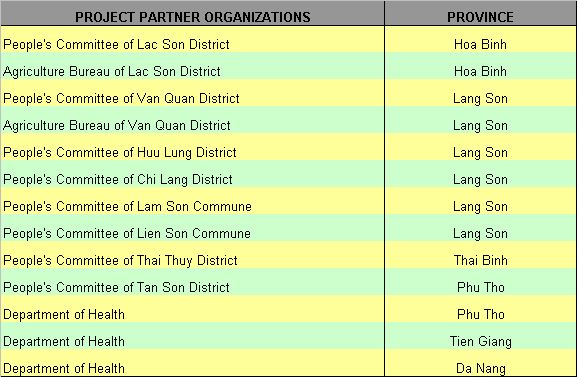 PROJECT PARTNER ORGANIZATIONS PROVINCE
People's Committee of Lac Son District Hoa Binh
Agriculture Bureau of Lac Son District Hoa Binh
People's Committee of Van Quan District Lang Son
Agriculture Bureau of Van Quan District Lang Son
People's Committee of Huu Lung District Lang Son
People's Committee of Chi Lang District Lang Son
People's Committee of Lam Son Commune Lang Son
People's Committee of Lien Son Commune Lang Son
People's Committee of Thai Thuy District Thai Binh
People's Committee of Tan Son District Phu Tho
Department of Health Phu Tho
Department of Health Tien Giang
Department of Health Da Nang